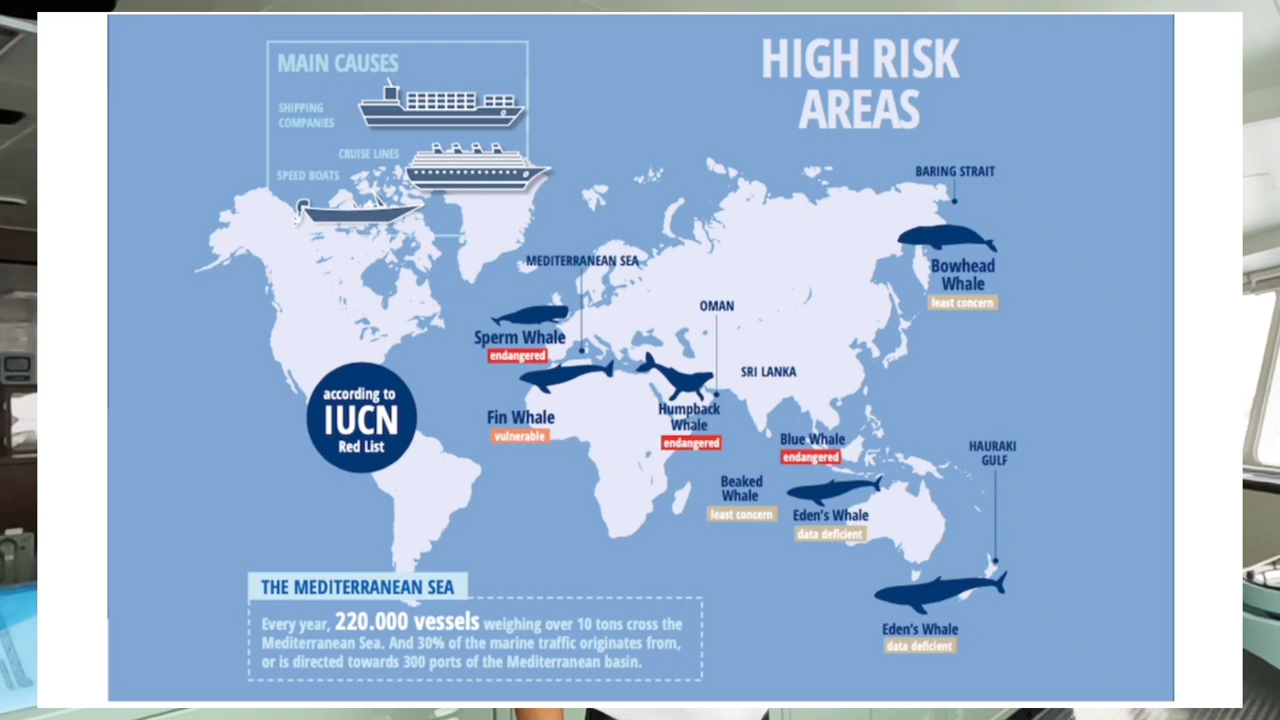 MAIN CAUSES
SHIPPING
COMPANIES
CRUISE LINES
SPEED BOATS
HIGH RISK
AREAS
BARING STRAIT
Bowhead
Whale
least concern
MEDITERRANEAN SEA
Sperm Whale
endangered
OMAN
SRI LANKA
according to
IUCN
Red List
Fin Whale
vulnerable
Humpback
Whale
endangered
Blue Whale
endangered
HAURAKI
GULF
Beaked
Whale
least concern
Eden's Whale
data deficient
THE MEDITERRANEAN SEA
Every year, 220.000 vessels weighing over 10 tons cross the
Mediterranean Sea. And 30% of the marine traffic originates from,
or is directed towards 300 ports of the Mediterranean basin.
Eden's Whale
data deficient